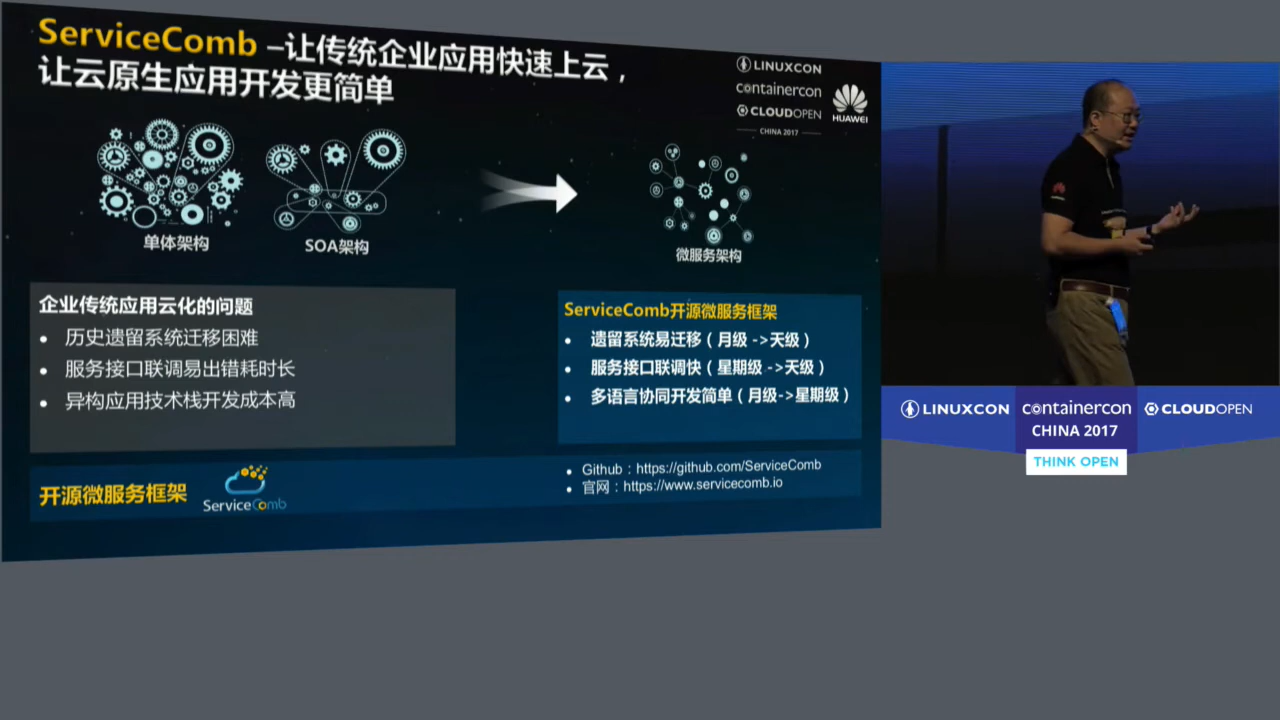 ServiceComb –让传统企业应用快速上云，
让云原生应用开发更简单
LINUXCON
containercon
CLOUDOPEN
CHINA 2017
HUAWEI
单体架构
SOA架构
微服务架构
企业传统应用云化的问题
• 历史遗留系统迁移困难
• 服务接口联调易出错耗时长
• 异构应用技术栈开发成本高
ServiceComb开源微服务框架
• 遗留系统易迁移（月级 ->天级）
• 服务接口联调快（星期级 ->天级）
• 多语言协同开发简单（月级->星期级）
开源微服务框架
ServiceComb
• Github：https://github.com/ServiceComb
• 官网：https://www.servicecomb.io
LINUXCON
containercon
CLOUDOPEN
CHINA 2017
THINK OPEN